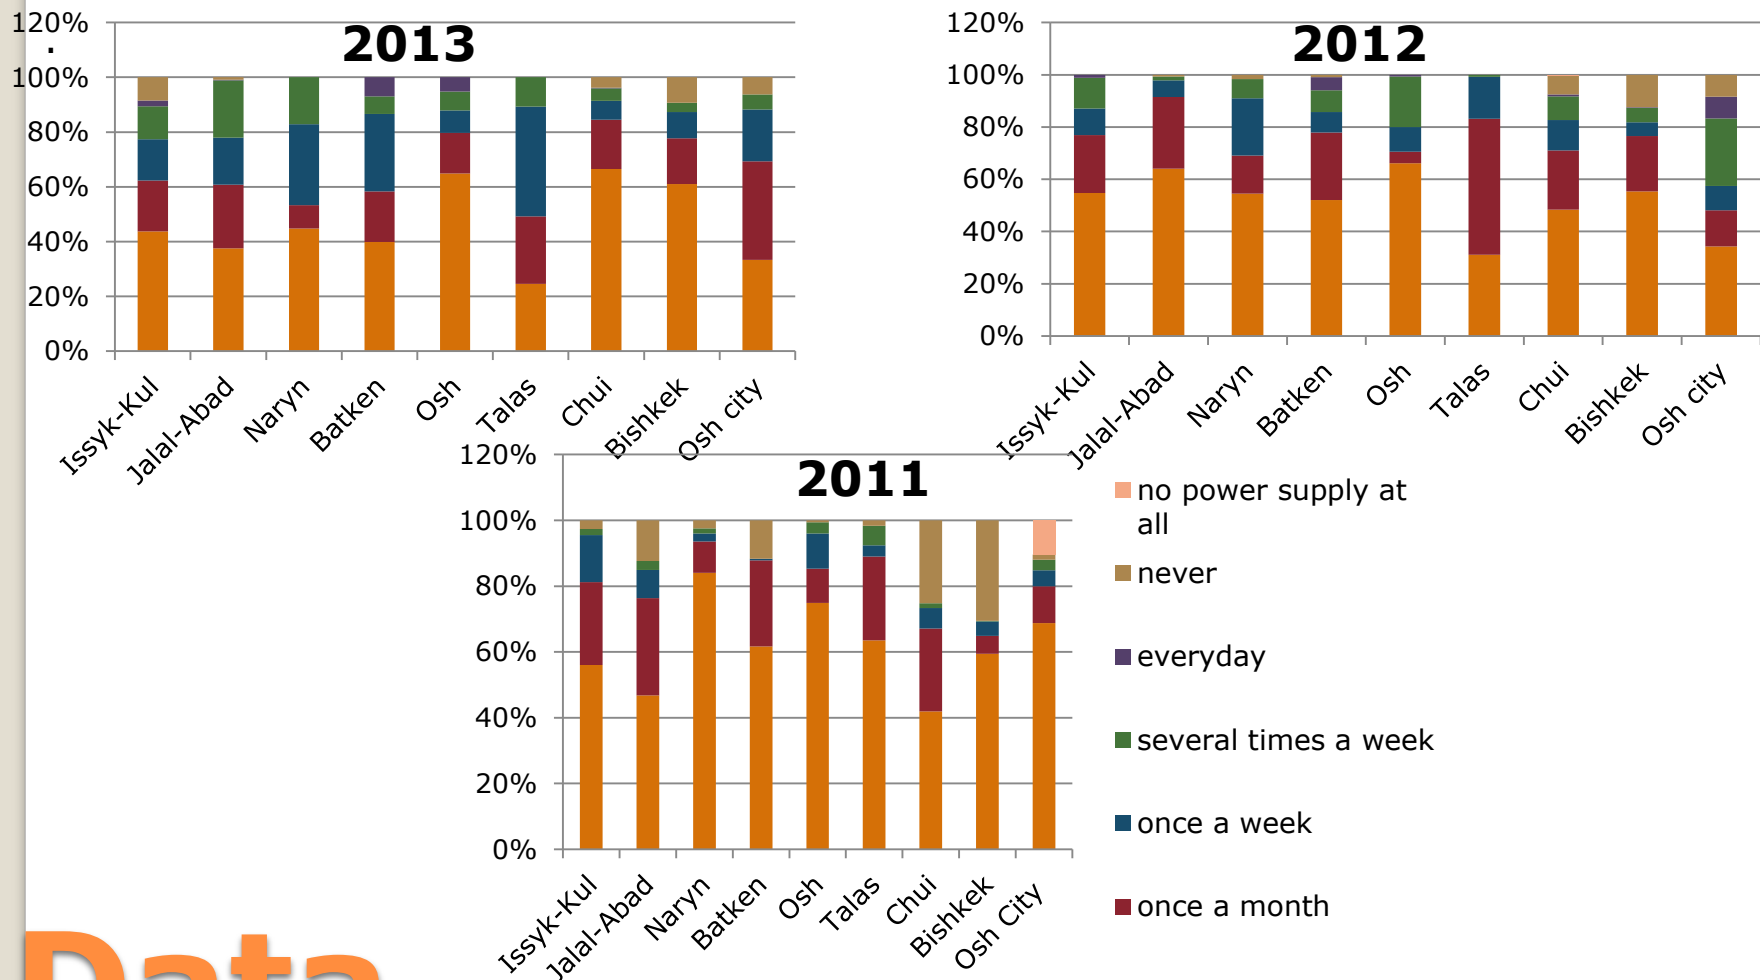 2013
120%
100%
80%
60%
40%
20%
0%
Issyk-Kul
Jalal-Abad
Naryn
Batken
Osh
Talas
Chui
Bishkek
Osh city
2012
120%
100%
80%
60%
40%
20%
0%
Issyk-Kul
Jalal-Abad
Naryn
Batken
Osh
Talas
Chui
Bishkek
Osh city
2011
120%
100%
80%
60%
40%
20%
0%
Issyk-Kul
Jalal-Abad
Naryn
Batken
Osh
Talas
Chui
Bishkek
Osh City
no power supply at
all
never
everyday
several times a week
once a week
once a month
Data